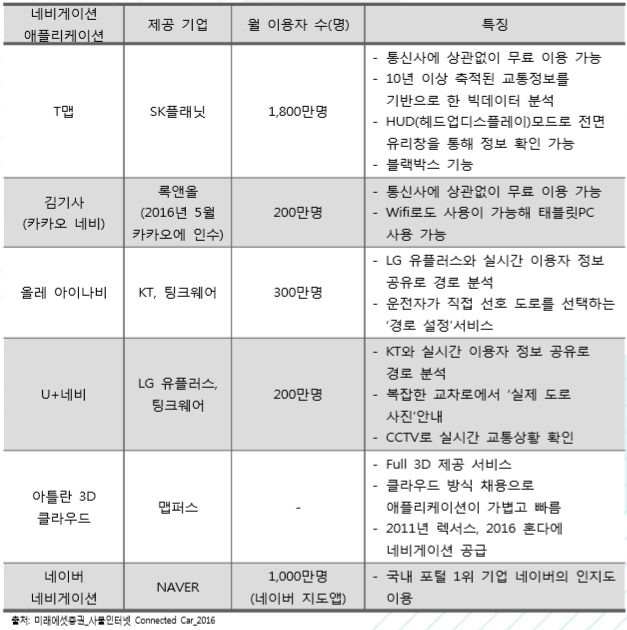 네비게이션
애플리케이션
제공 기업
월 이용자 수(명)
특징
T맵
SK플래닛
1,800만명
- 통신사에 상관없이 무료 이용 가능
- 10년 이상 축적된 교통정보를
기반으로 한 빅데이터 분석
- HUD(헤드업디스플레이)모드로 전면
유리창을 통해 정보 확인 가능
- 블랙박스 기능
김기사
(카카오 네비)
록앤올
(2016년 5월
카카오에 인수)
200만명
- 통신사에 상관없이 무료 이용 가능
- Wifi로도 사용이 가능해 태블릿PC
사용 가능
올레 아이나비
KT, 팅크웨어
300만명
- LG 유플러스와 실시간 이용자 정보
공유로 경로 분석
- 운전자가 직접 선호 도로를 선택하는
'경로 설정'서비스
U+네비
LG 유플러스,
팅크웨어
200만명
- KT와 실시간 이용자 정보 공유로
경로 분석
- 복잡한 교차로에서 '실제 도로
사진'안내
- CCTV로 실시간 교통상황 확인
아틀란 3D
클라우드
맵퍼스
-
- Full 3D 제공 서비스
- 클라우드 방식 채용으로
애플리케이션이 가볍고 빠름
- 2011년 렉서스, 2016 혼다에
네비게이션 공급
네이버
네비게이션
NAVER
1,000만명
(네이버 지도앱)
- 국내 포털 1위 기업 네이버의 인지도
이용
출처: 미래에셋증권_사물인터넷 Connected Car_2016